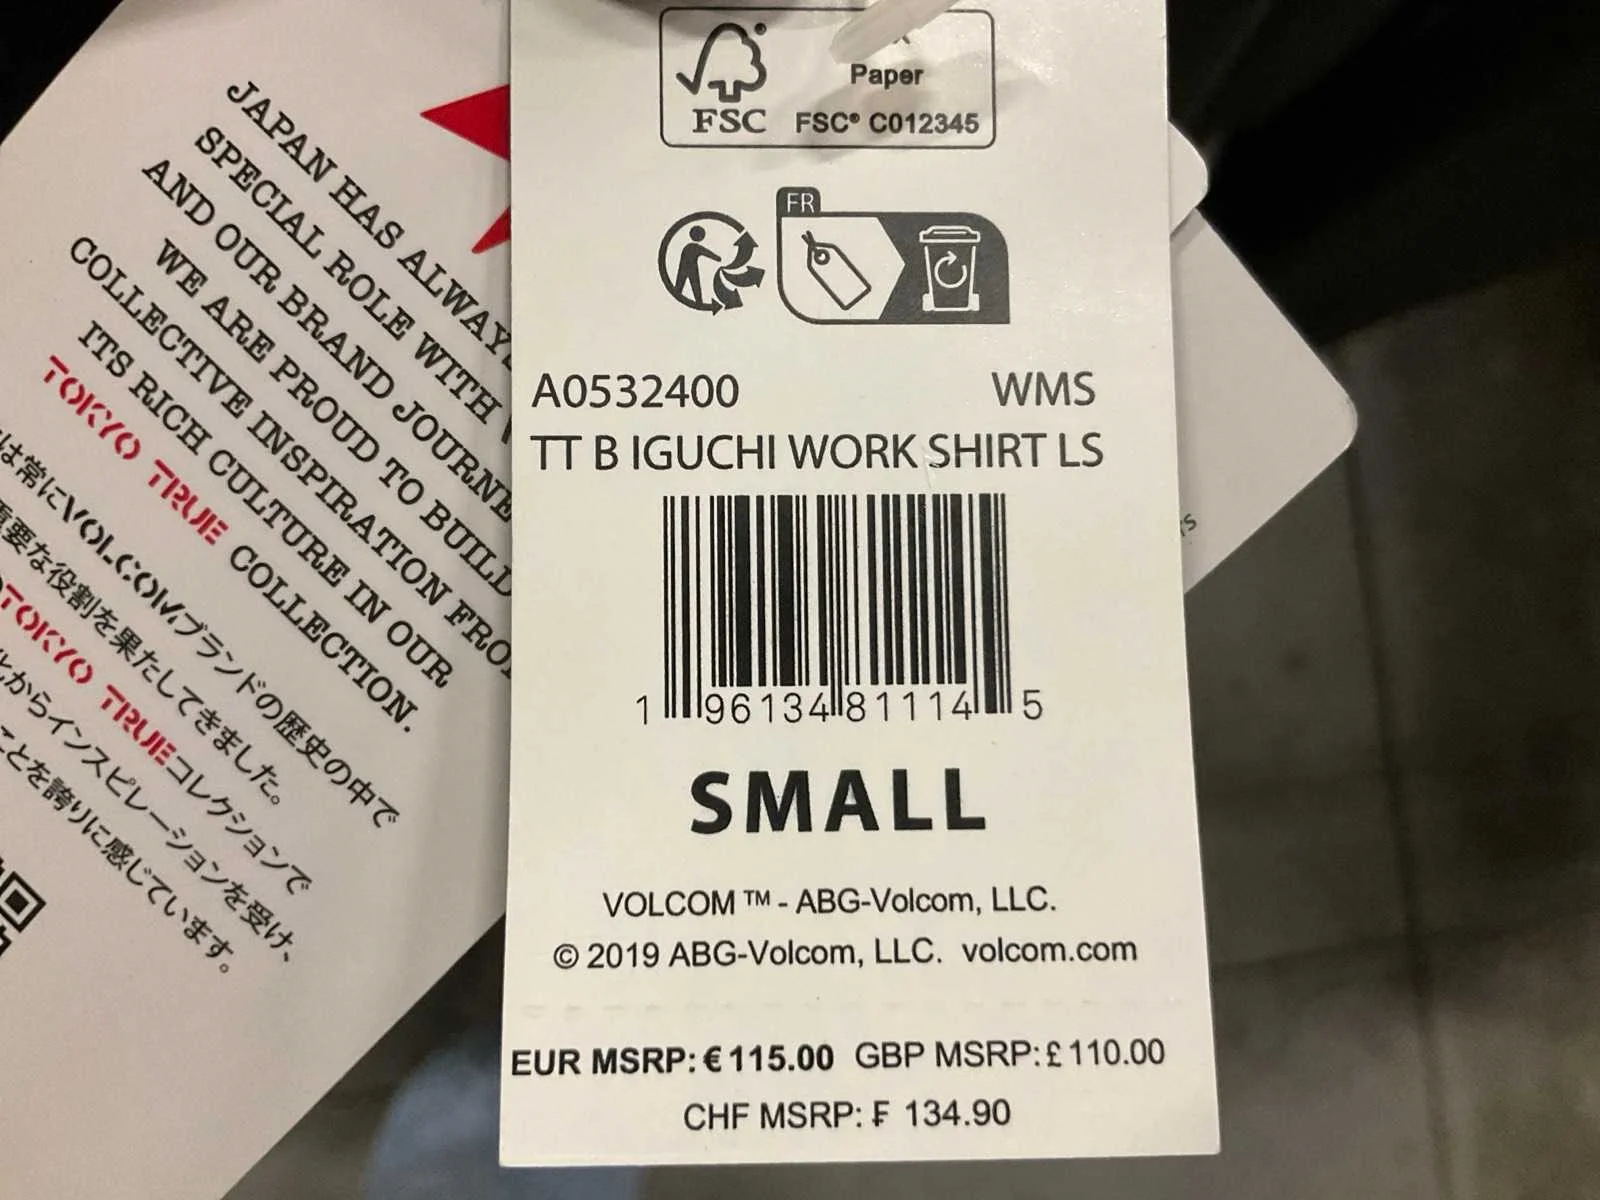 Paper
FSC
FSC® C012345
FR
A0532400 WMS
TT B IGUCHI WORK SHIRT LS
1 96134 81114 5
SMALL
VOLCOM ™ - ABG-Volcom, LLC.
© 2019 ABG-Volcom, LLC. volcom.com
EUR MSRP: € 115.00 GBP MSRP: £ 110.00
CHF MSRP: ₣ 134.90
JAPAN HAS ALWAYS
SPECIAL ROLE WITH
AND OUR BRAND JOURNE
WE ARE PROUD TO BUILD
COLLECTIVE INSPIRATION FRO
ITS RICH CULTURE IN OUR
TOKYO TRUE COLLECTION.
は常にVOLCOMブランドの歴史の中で
重要な役割を果たしてきました。
TOKYO TRUEコレクションで
からインスピレーションを受け、
ことを誇りに感じています。